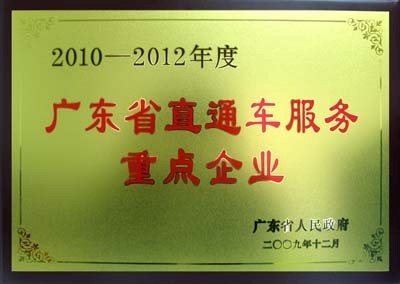 2010—2012年度
广东省直通车服务
重点企业
广东省人民政府
二〇〇九年十二月